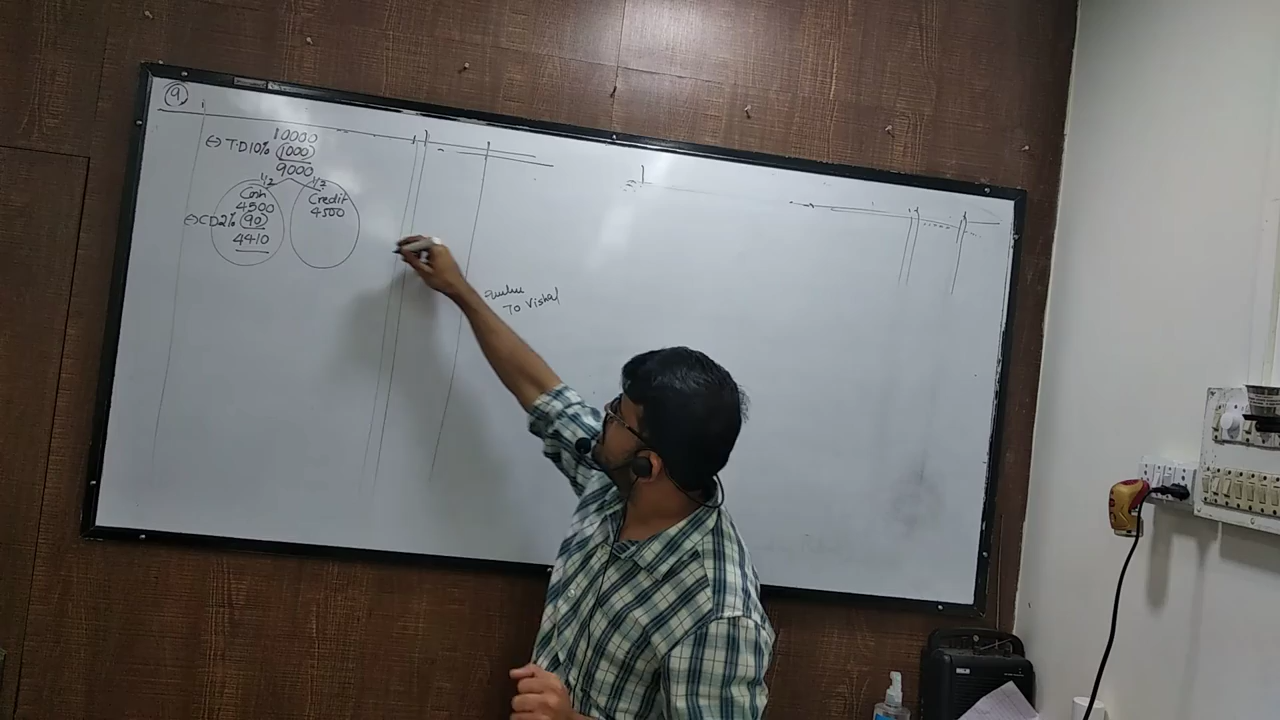 9
10000
(-) T.D 10% (1000)
9000
1/2 1/2
Cash Credit
4500 4500
(-) CD 2% (90)
4410
To Vishal